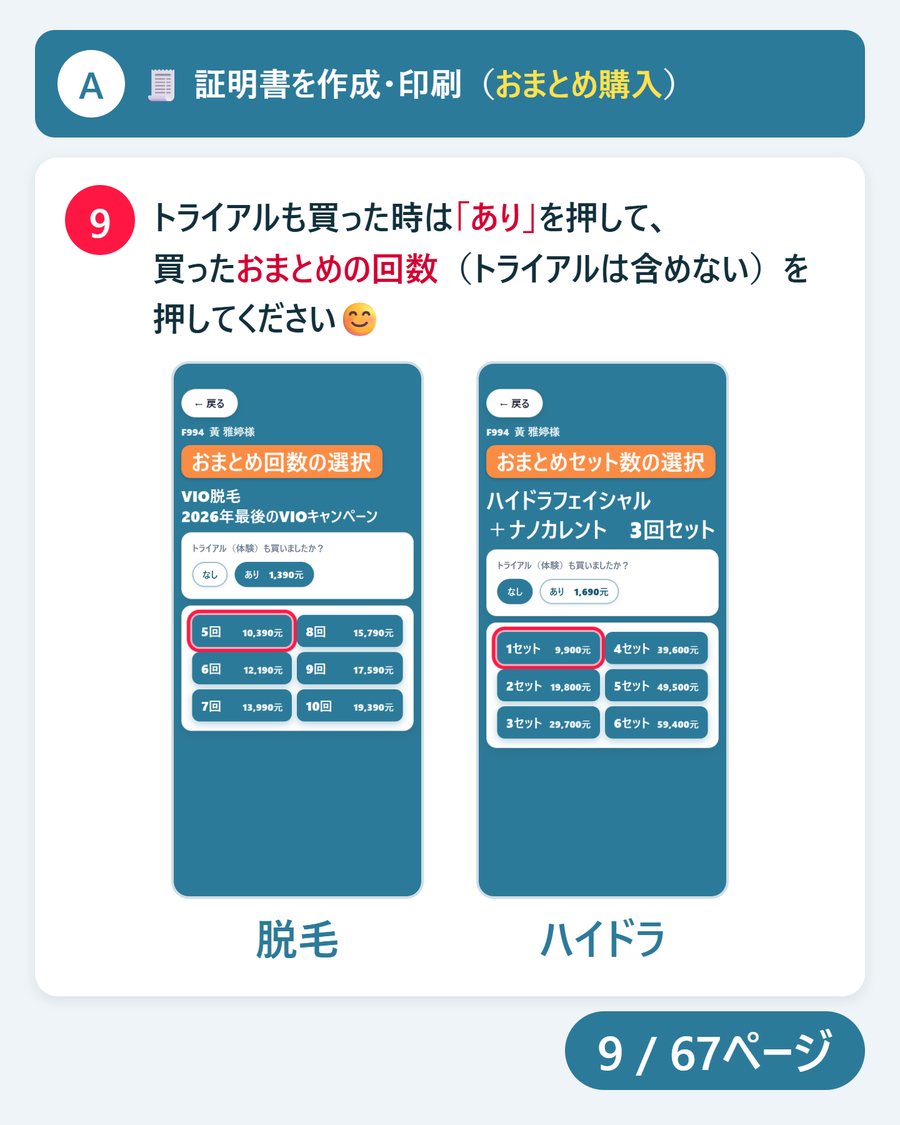 A 証明書を作成・印刷（おまとめ購入）
9
トライアルも買った時は「あり」を押して、
買ったおまとめの回数（トライアルは含めない）を
押してください
← 戻る
F994 黃 雅婷様
おまとめ回数の選択
VIO脱毛
2026年最後のVIOキャンペーン
トライアル（体験）も買いましたか？
なし あり 1,390元
5回 10,390元 8回 15,790元
6回 12,190元 9回 17,590元
7回 13,990元 10回 19,390元
脱毛
← 戻る
F994 黃 雅婷様
おまとめセット数の選択
ハイドラフェイシャル
＋ナノカレント 3回セット
トライアル（体験）も買いましたか？
なし あり 1,690元
1セット 9,900元 4セット 39,600元
2セット 19,800元 5セット 49,500元
3セット 29,700元 6セット 59,400元
ハイドラ
9 / 67ページ